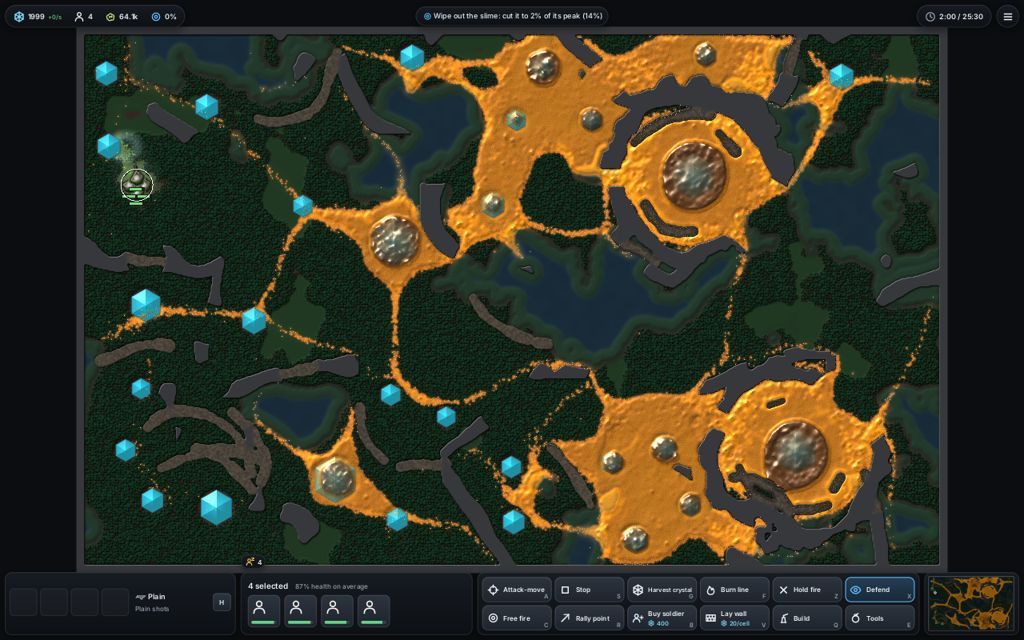 1999 +0/s 4 64.1k 0%
Wipe out the slime: cut it to 2% of its peak (14%)
2:00 / 25:30
4
Plain
Plain shots
H
4 selected 87% health on average
Attack-move A
Stop S
Harvest crystal G
Burn line F
Hold fire Z
Defend X
Free fire C
Rally point R
Buy soldier 400 B
Lay wall 20/cell V
Build Q
Tools E